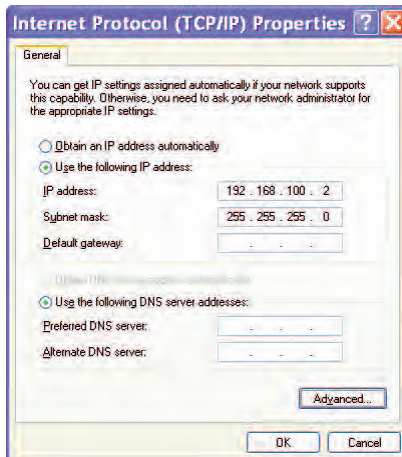 Internet Protocol (TCP/IP) Properties
General
You can get IP settings assigned automatically if your network supports
this capability. Otherwise, you need to ask your network administrator for
the appropriate IP settings.
Obtain an IP address automatically
Use the following IP address:
IP address: 192 . 168 . 100 . 2
Subnet mask: 255 . 255 . 255 . 0
Default gateway: . . .
Use the following DNS server addresses:
Preferred DNS server: . . .
Alternate DNS server: . . .
Advanced...
OK Cancel